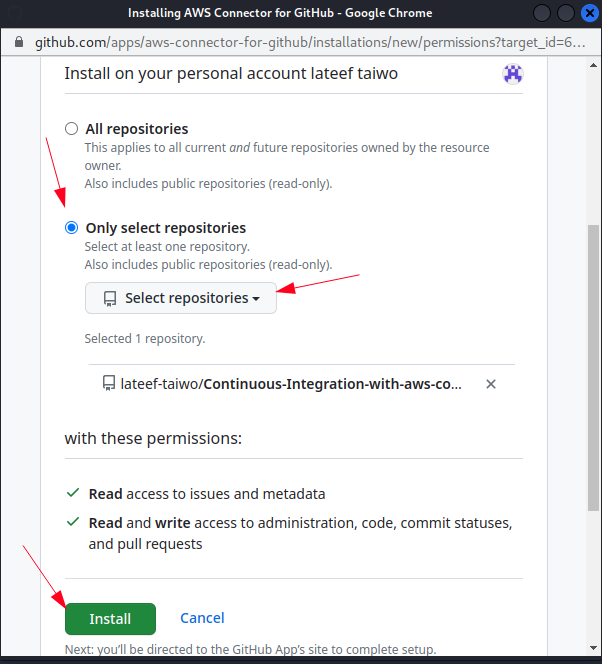 Installing AWS Connector for GitHub - Google Chrome
github.com/apps/aws-connector-for-github/installations/new/permissions?target_id=6...
Install on your personal account lateef taiwo
All repositories
This applies to all current and future repositories owned by the resource
owner.
Also includes public repositories (read-only).
Only select repositories
Select at least one repository.
Also includes public repositories (read-only).
Select repositories
Selected 1 repository.
lateef-taiwo/Continuous-Integration-with-aws-co...
with these permissions:
Read access to issues and metadata
Read and write access to administration, code, commit statuses,
and pull requests
Install Cancel
Next: you'll be directed to the GitHub App's site to complete setup.